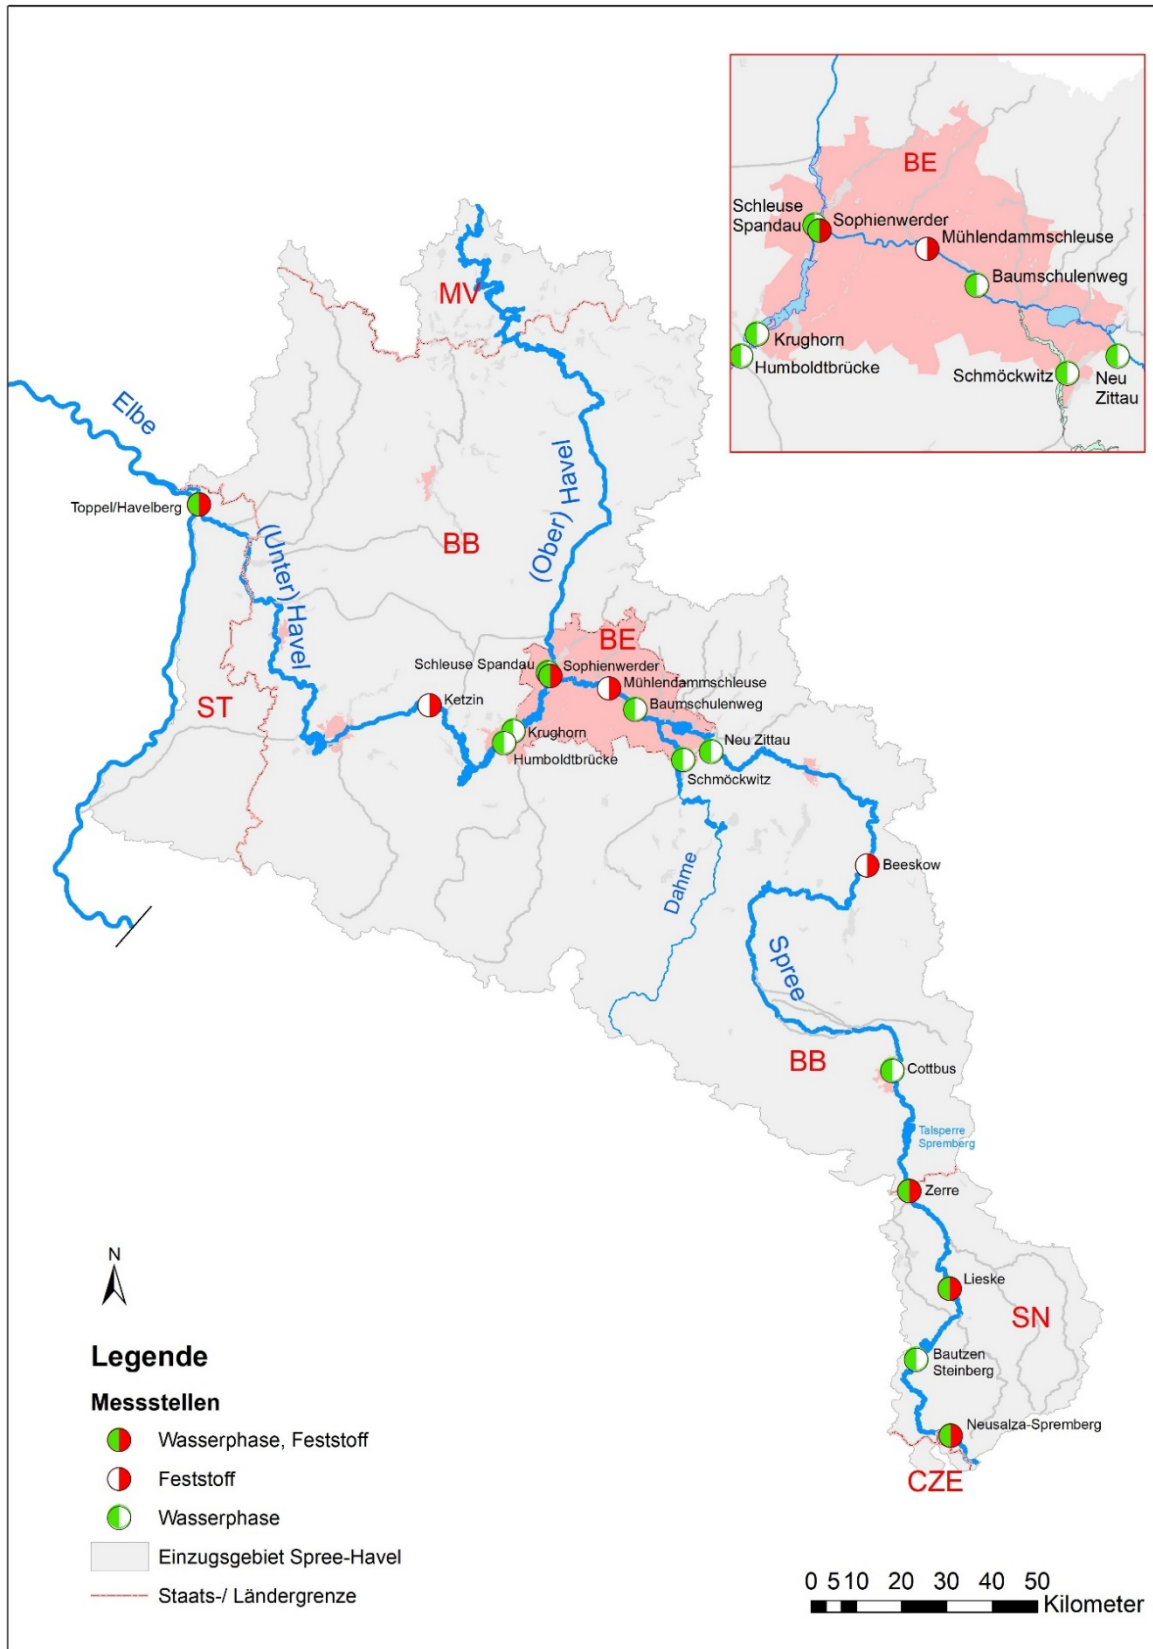 BE
Schleuse
Spandau
Sophienwerder
Mühlendammschleuse
Baumschulenweg
Krughorn
Humboldtbrücke
Schmöckwitz
Neu
Zittau
MV
Elbe
Toppel/Havelberg
(Unter) Havel
(Ober) Havel
BB
BE
Schleuse Spandau
Sophienwerder
Mühlendammschleuse
Baumschulenweg
Ketzin
ST
Krughorn
Humboldtbrücke
Neu Zittau
Schmöckwitz
Beeskow
Dahme
Spree
BB
Cottbus
Talsperre
Spremberg
Zerre
Lieske
SN
Bautzen
Steinberg
Neusalza-Spremberg
CZE
N
Legende
Messstellen
Wasserphase, Feststoff
Feststoff
Wasserphase
Einzugsgebiet Spree-Havel
Staats-/ Ländergrenze
0 5 10 20 30 40 50
Kilometer